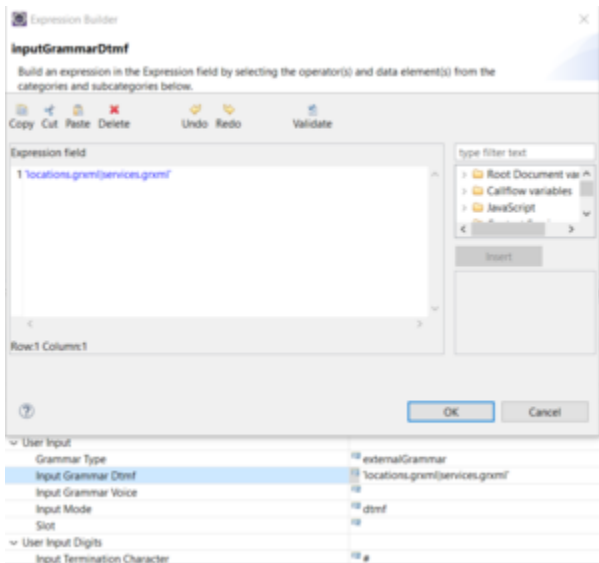 Expression Builder
inputGrammarDtmf
Build an expression in the Expression field by selecting the operator(s) and data element(s) from the
categories and subcategories below.
Copy Cut Paste Delete Undo Redo Validate
Expression field
type filter text
1 'locations.grxml|services.grxml'
Root Document var
Callflow variables
JavaScript
Insert
Row:1 Column:1
OK Cancel
User Input
Grammar Type externalGrammar
Input Grammar Dtmf 'locations.grxml|services.grxml'
Input Grammar Voice
Input Mode dtmf
Slot
User Input Digits
Input Termination Character #